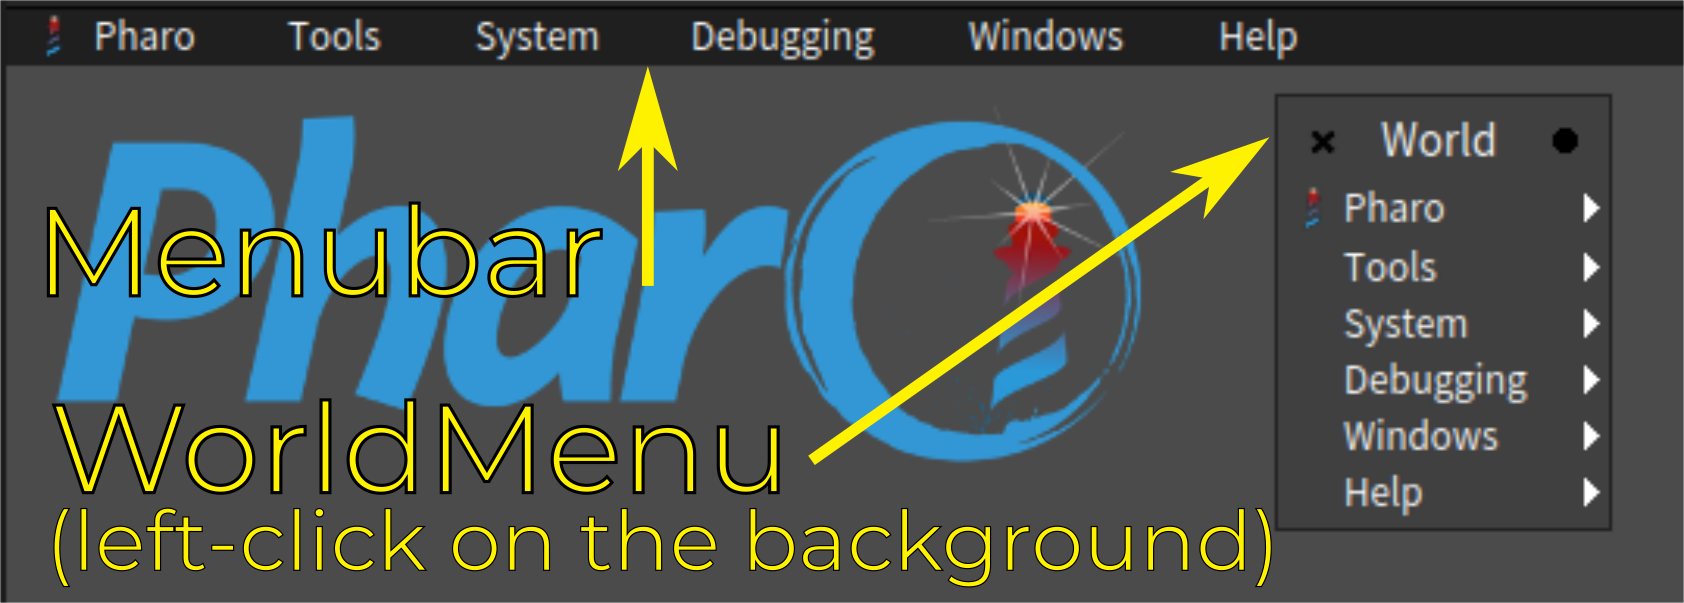 Pharo Tools System Debugging Windows Help
Pharo
Menubar
WorldMenu
(left-click on the background)
World
Pharo
Tools
System
Debugging
Windows
Help